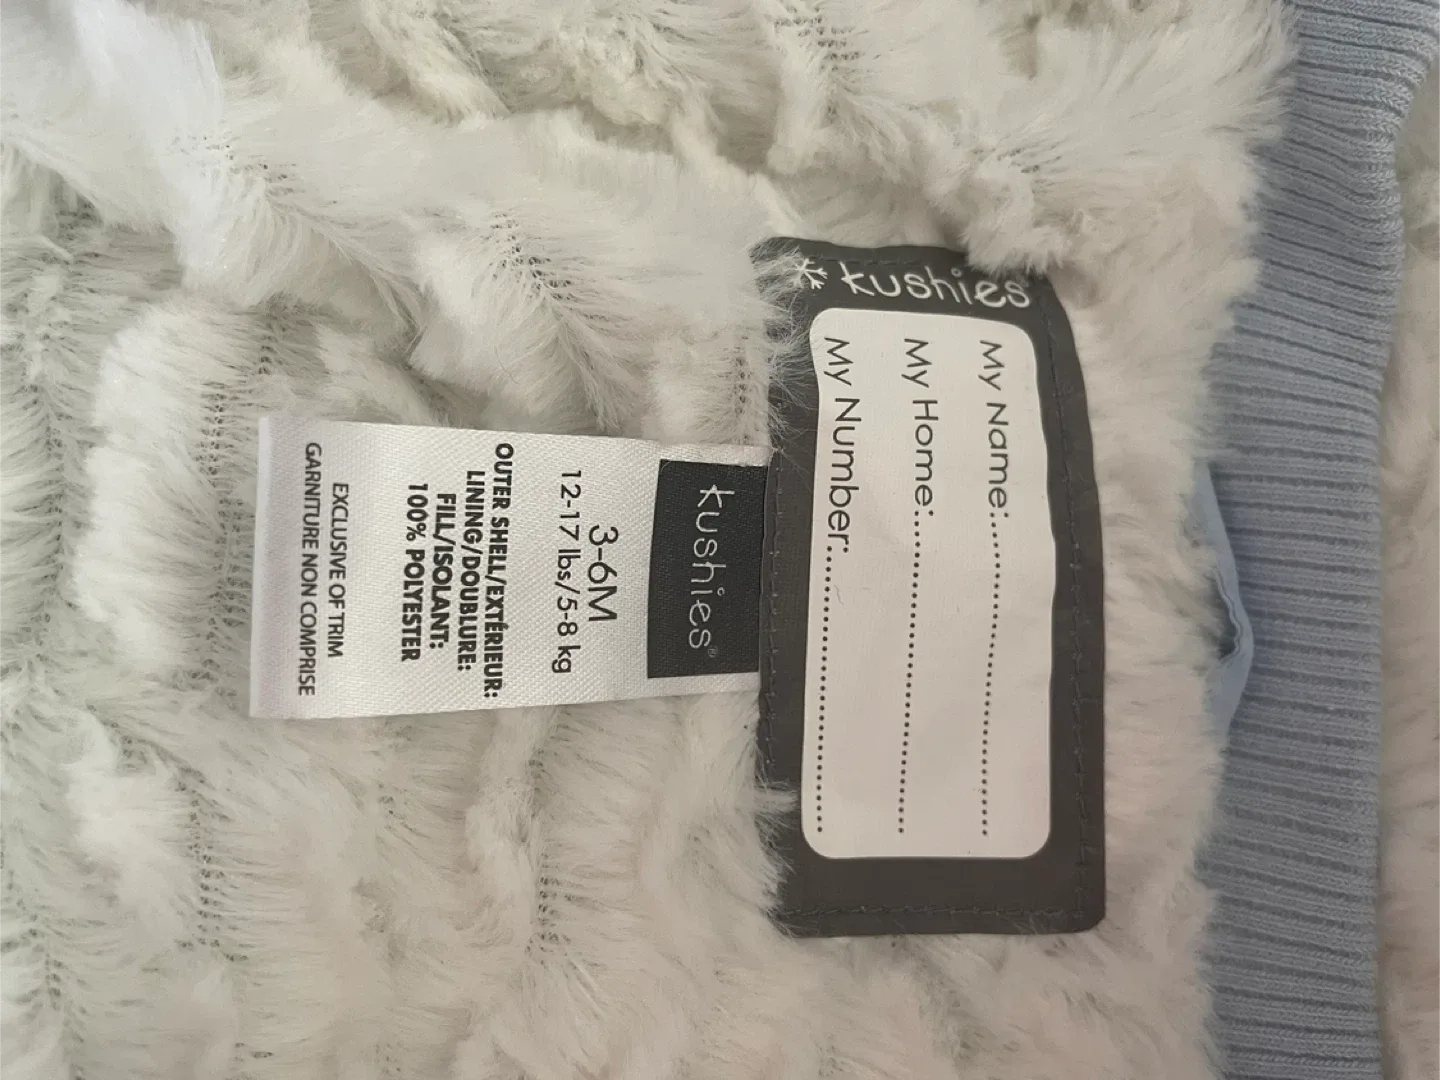 kushies®
My Name:
My Home:
My Number:
kushies®
3-6M
12-17 lbs/5-8 kg
OUTER SHELL/EXTÉRIEUR:
LINING/DOUBLURE:
FILL/ISOLANT:
100% POLYESTER
EXCLUSIVE OF TRIM
GARNITURE NON COMPRISE